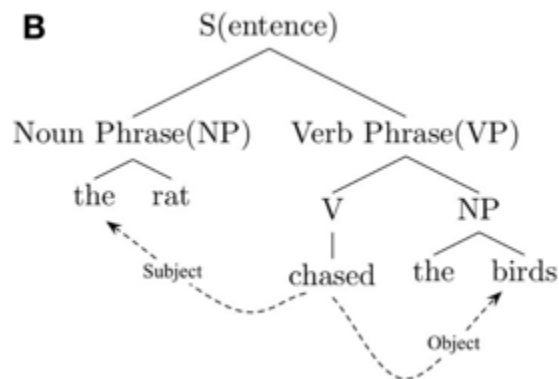 B
S(entence)
Noun Phrase(NP) Verb Phrase(VP)
the rat V NP
Subject chased the birds
Object